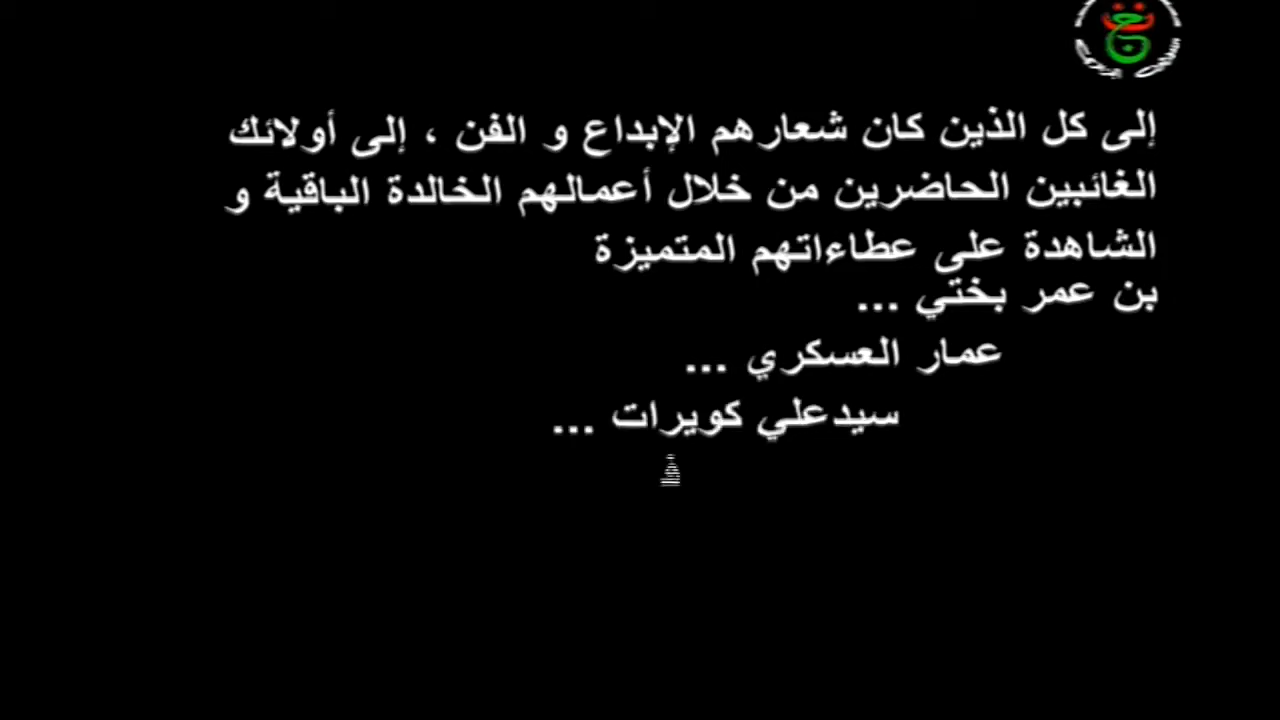 إلى كل الذين كان شعارهم الإبداع و الفن ، إلى أولائك
الغائبين الحاضرين من خلال أعمالهم الخالدة الباقية و
الشاهدة على عطاءاتهم المتميزة
بن عمر بختي ...
عمار العسكري ...
سيدعلي كويرات ...